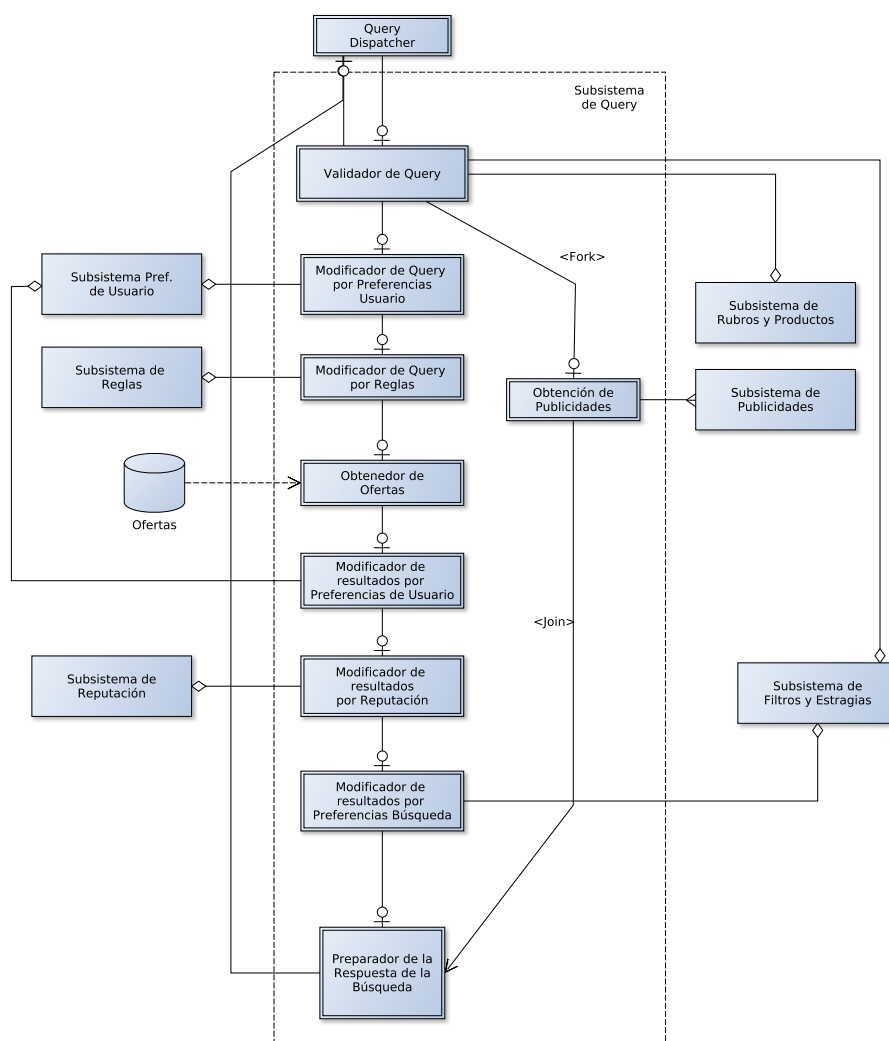 Query
Dispatcher
Subsistema
de Query
Validador de Query
<Fork>
Subsistema Pref.
de Usuario
Modificador de Query
por Preferencias
Usuario
Subsistema de
Rubros y Productos
Subsistema de
Reglas
Modificador de Query
por Reglas
Obtención de
Publicidades
Subsistema de
Publicidades
Obtenedor de
Ofertas
Ofertas
Modificador de
resultados por
Preferencias de Usuario
<Join>
Subsistema de
Reputación
Modificador de
resultados
por Reputación
Subsistema de
Filtros y Estragias
Modificador de
resultados por
Preferencias Búsqueda
Preparador de la
Respuesta de la
Búsqueda